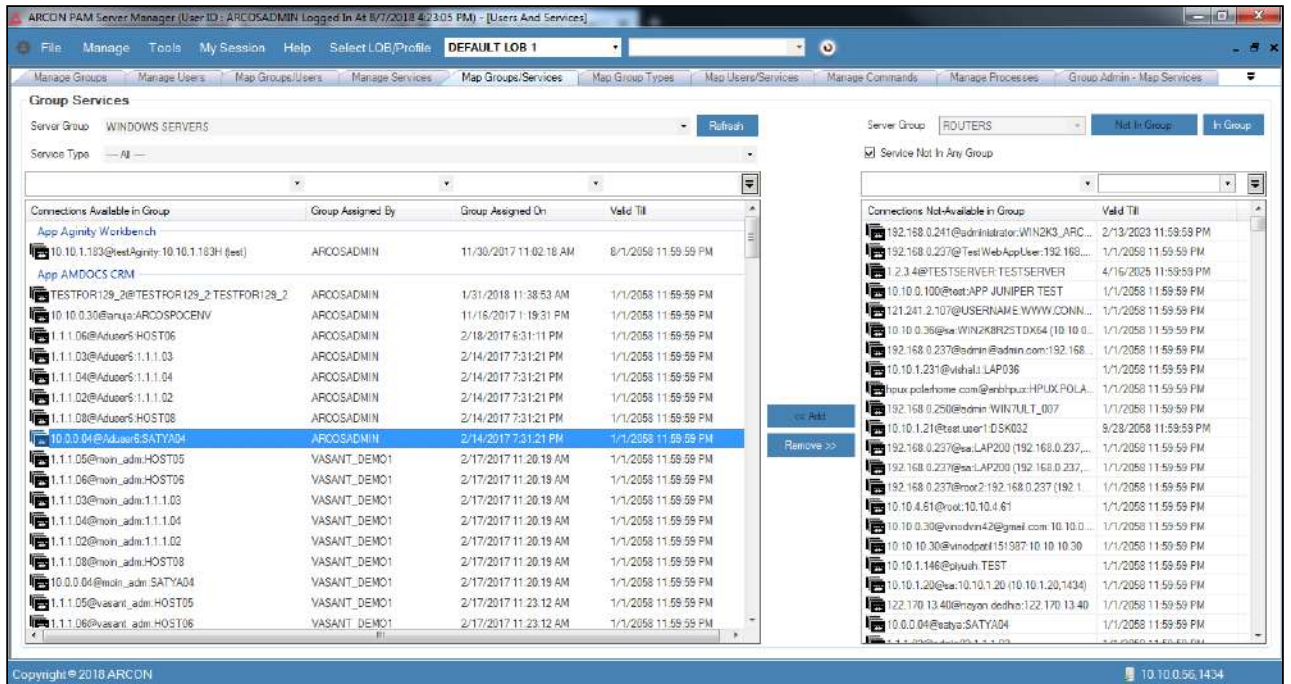 ARCON PAM Server Manager (User ID : ARCOSADMIN Logged In At 8/7/2018 4:23:05 PM) - [Users And Services]
File Manage Tools My Session Help Select LOB/Profile DEFAULT LOB 1
Manage Groups Manage Users Map Groups/Users Manage Services Map Groups/Services Map Group Types Map Users/Services Manage Commands Manage Processes Group Admin - Map Services
Group Services
Server Group WINDOWS SERVERS Refresh
Service Type --- All ---
Connections Available in Group Group Assigned By Group Assigned On Valid Till
App Aginity Workbench
10.10.1.183@testAginity:10.10.1.183H (test) ARCOSADMIN 11/30/2017 11:02:18 AM 8/1/2058 11:59:59 PM
App AMDOCS CRM
TESTFOR129_2@TESTFOR129_2:TESTFOR129_2 ARCOSADMIN 1/31/2018 11:38:53 AM 1/1/2058 11:59:59 PM
10.10.0.30@anuja:ARCOSPOCENV ARCOSADMIN 11/16/2017 1:19:31 PM 1/1/2058 11:59:59 PM
1.1.1.06@Aduser6:HOST06 ARCOSADMIN 2/18/2017 6:31:11 PM 1/1/2058 11:59:59 PM
1.1.1.03@Aduser6:1.1.1.03 ARCOSADMIN 2/14/2017 7:31:21 PM 1/1/2058 11:59:59 PM
1.1.1.04@Aduser6:1.1.1.04 ARCOSADMIN 2/14/2017 7:31:21 PM 1/1/2058 11:59:59 PM
1.1.1.02@Aduser6:1.1.1.02 ARCOSADMIN 2/14/2017 7:31:21 PM 1/1/2058 11:59:59 PM
1.1.1.08@Aduser6:HOST08 ARCOSADMIN 2/14/2017 7:31:21 PM 1/1/2058 11:59:59 PM
10.0.0.04@Aduser6:SATYA04 ARCOSADMIN 2/14/2017 7:31:21 PM 1/1/2058 11:59:59 PM
1.1.1.05@moin_adm:HOST05 VASANT_DEMO1 2/17/2017 11:20:19 AM 1/1/2058 11:59:59 PM
1.1.1.06@moin_adm:HOST06 VASANT_DEMO1 2/17/2017 11:20:19 AM 1/1/2058 11:59:59 PM
1.1.1.03@moin_adm:1.1.1.03 VASANT_DEMO1 2/17/2017 11:20:19 AM 1/1/2058 11:59:59 PM
1.1.1.04@moin_adm:1.1.1.04 VASANT_DEMO1 2/17/2017 11:20:19 AM 1/1/2058 11:59:59 PM
1.1.1.02@moin_adm:1.1.1.02 VASANT_DEMO1 2/17/2017 11:20:19 AM 1/1/2058 11:59:59 PM
1.1.1.08@moin_adm:HOST08 VASANT_DEMO1 2/17/2017 11:20:19 AM 1/1/2058 11:59:59 PM
10.0.0.04@moin_adm:SATYA04 VASANT_DEMO1 2/17/2017 11:20:19 AM 1/1/2058 11:59:59 PM
1.1.1.05@vasant_adm:HOST05 VASANT_DEMO1 2/17/2017 11:23:12 AM 1/1/2058 11:59:59 PM
1.1.1.06@vasant_adm:HOST06 VASANT_DEMO1 2/17/2017 11:23:12 AM 1/1/2058 11:59:59 PM
<< Add
Remove >>
Server Group ROUTERS Not In Group In Group
Service Not In Any Group
Connections Not-Available in Group Valid Till
192.168.0.241@administrator:WIN2K3_ARC... 2/13/2023 11:59:59 PM
192.168.0.237@TestWebAppUser:192.168.... 1/1/2058 11:59:59 PM
1.2.3.4@TESTSERVER:TESTSERVER 4/16/2025 11:59:59 PM
10.10.0.100@test:APP JUNIPER TEST 1/1/2058 11:59:59 PM
121.241.2.107@USERNAME:WWW.CONN... 1/1/2058 11:59:59 PM
10.10.0.36@sa:WIN2K8R2STDX64 (10.10.0... 1/1/2058 11:59:59 PM
192.168.0.237@admin@admin.com:192.168... 1/1/2058 11:59:59 PM
10.10.1.231@vishal.t:LAP036 1/1/2058 11:59:59 PM
hpux.polarhome.com@enbhpux:HPUX.POLA... 1/1/2058 11:59:59 PM
192.168.0.250@admin:WIN7ULT_007 1/1/2058 11:59:59 PM
10.10.1.21@test.user1:DSK032 9/28/2058 11:59:59 PM
192.168.0.237@sa:LAP200 (192.168.0.237,... 1/1/2058 11:59:59 PM
192.168.0.237@sa:LAP200 (192.168.0.237,... 1/1/2058 11:59:59 PM
192.168.0.237@root2:192.168.0.237 (192.1... 1/1/2058 11:59:59 PM
10.10.4.61@root:10.10.4.61 1/1/2058 11:59:59 PM
10.10.0.30@vinodvin42@gmail.com:10.10.0... 1/1/2058 11:59:59 PM
10.10.10.30@vinodpatil151987:10.10.10.30 1/1/2058 11:59:59 PM
10.10.1.146@piyush:TEST 1/1/2058 11:59:59 PM
10.10.1.20@sa:10.10.1.20 (10.10.1.20,1434) 1/1/2058 11:59:59 PM
122.170.13.40@nayan.dedhia:122.170.13.40 1/1/2058 11:59:59 PM
10.0.0.04@satya:SATYA04 1/1/2058 11:59:59 PM
Copyright © 2018 ARCON 10.10.0.56,1434